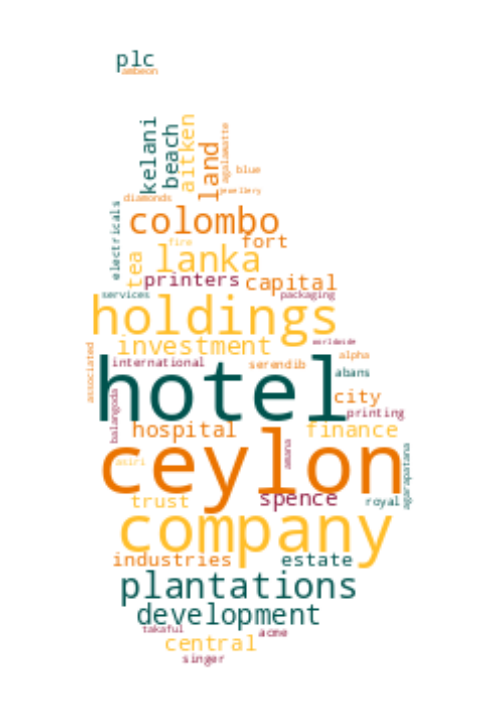 plc
ambeon
kelani
beach
aitken
land
agalawatte
blue
jewellery
diamonds
electricals
colombo
fort
fire
tea
lanka
printers
capital
services
packaging
holdings
investment
worldwide
associated
international
serendib
alpha
abans
hotel
city
balangoda
printing
hospital
finance
amana
ceylon
asiri
agarapatana
trust
spence
royal
company
industries
estate
plantations
development
takaful
acme
central
singer